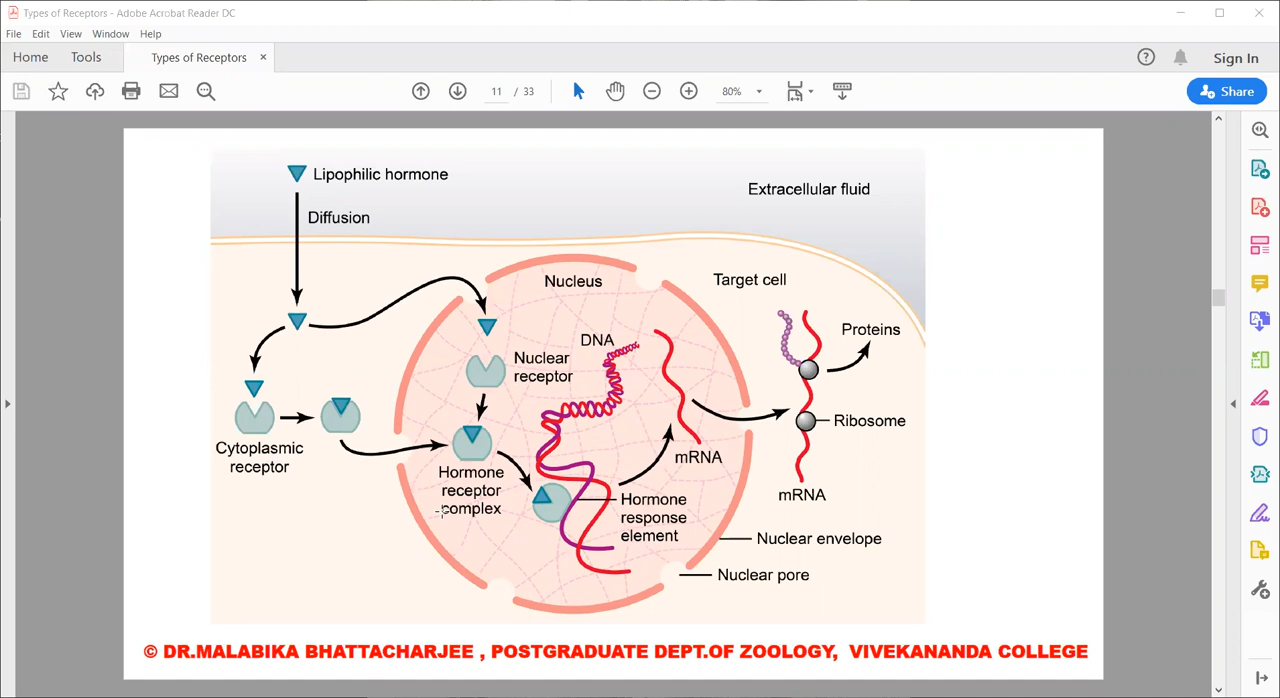 Types of Receptors - Adobe Acrobat Reader DC
File Edit View Window Help
Home Tools Types of Receptors ×
Sign In
11 / 33
80%
Share
Lipophilic hormone
Extracellular fluid
Diffusion
Nucleus
Target cell
DNA
Proteins
Nuclear
receptor
Ribosome
Cytoplasmic
receptor
mRNA
Hormone
receptor
complex
mRNA
Hormone
response
element
Nuclear envelope
Nuclear pore
© DR.MALABIKA BHATTACHARJEE , POSTGRADUATE DEPT.OF ZOOLOGY, VIVEKANANDA COLLEGE